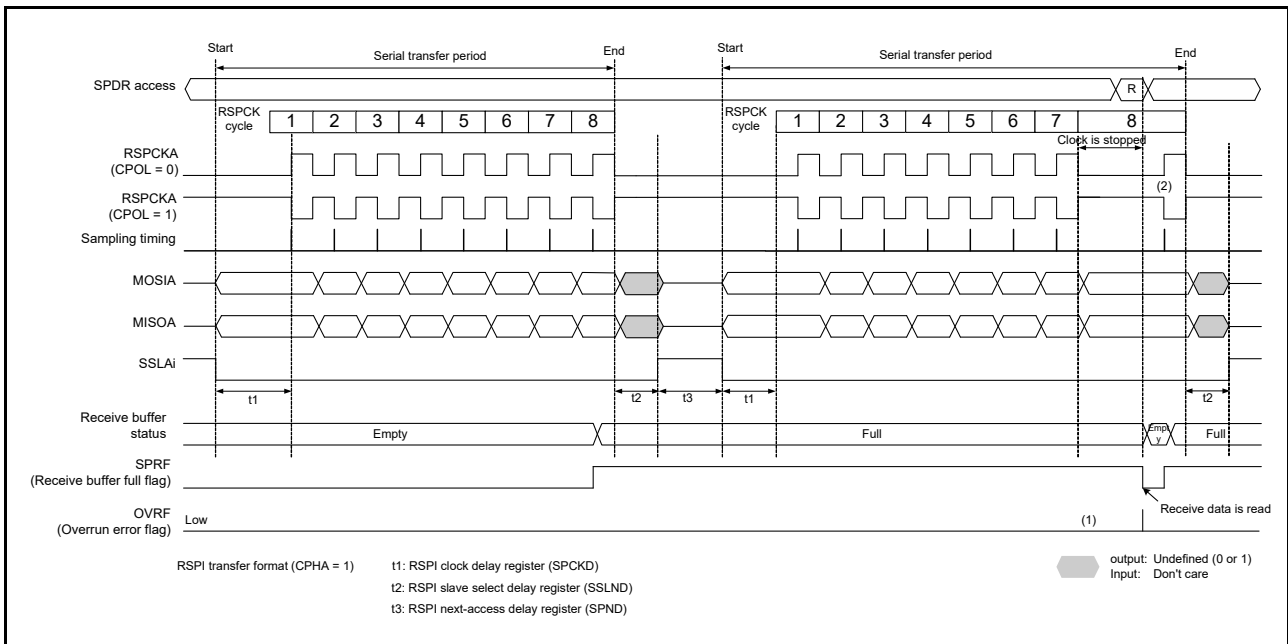 Start Serial transfer period End Start Serial transfer period End
SPDR access R
RSPCK cycle 1 2 3 4 5 6 7 8 RSPCK cycle 1 2 3 4 5 6 7 8
Clock is stopped
RSPCKA
(CPOL = 0)
(2)
RSPCKA
(CPOL = 1)
Sampling timing
MOSIA
MISOA
SSLAi
t1 t2 t3 t1 t2
Receive buffer
status
Empty Full Empty Full
SPRF
(Receive buffer full flag)
Receive data is read
OVRF
(Overrun error flag)
Low (1)
RSPI transfer format (CPHA = 1) t1: RSPI clock delay register (SPCKD)
t2: RSPI slave select delay register (SSLND)
t3: RSPI next-access delay register (SPND)
output: Undefined (0 or 1)
Input: Don't care